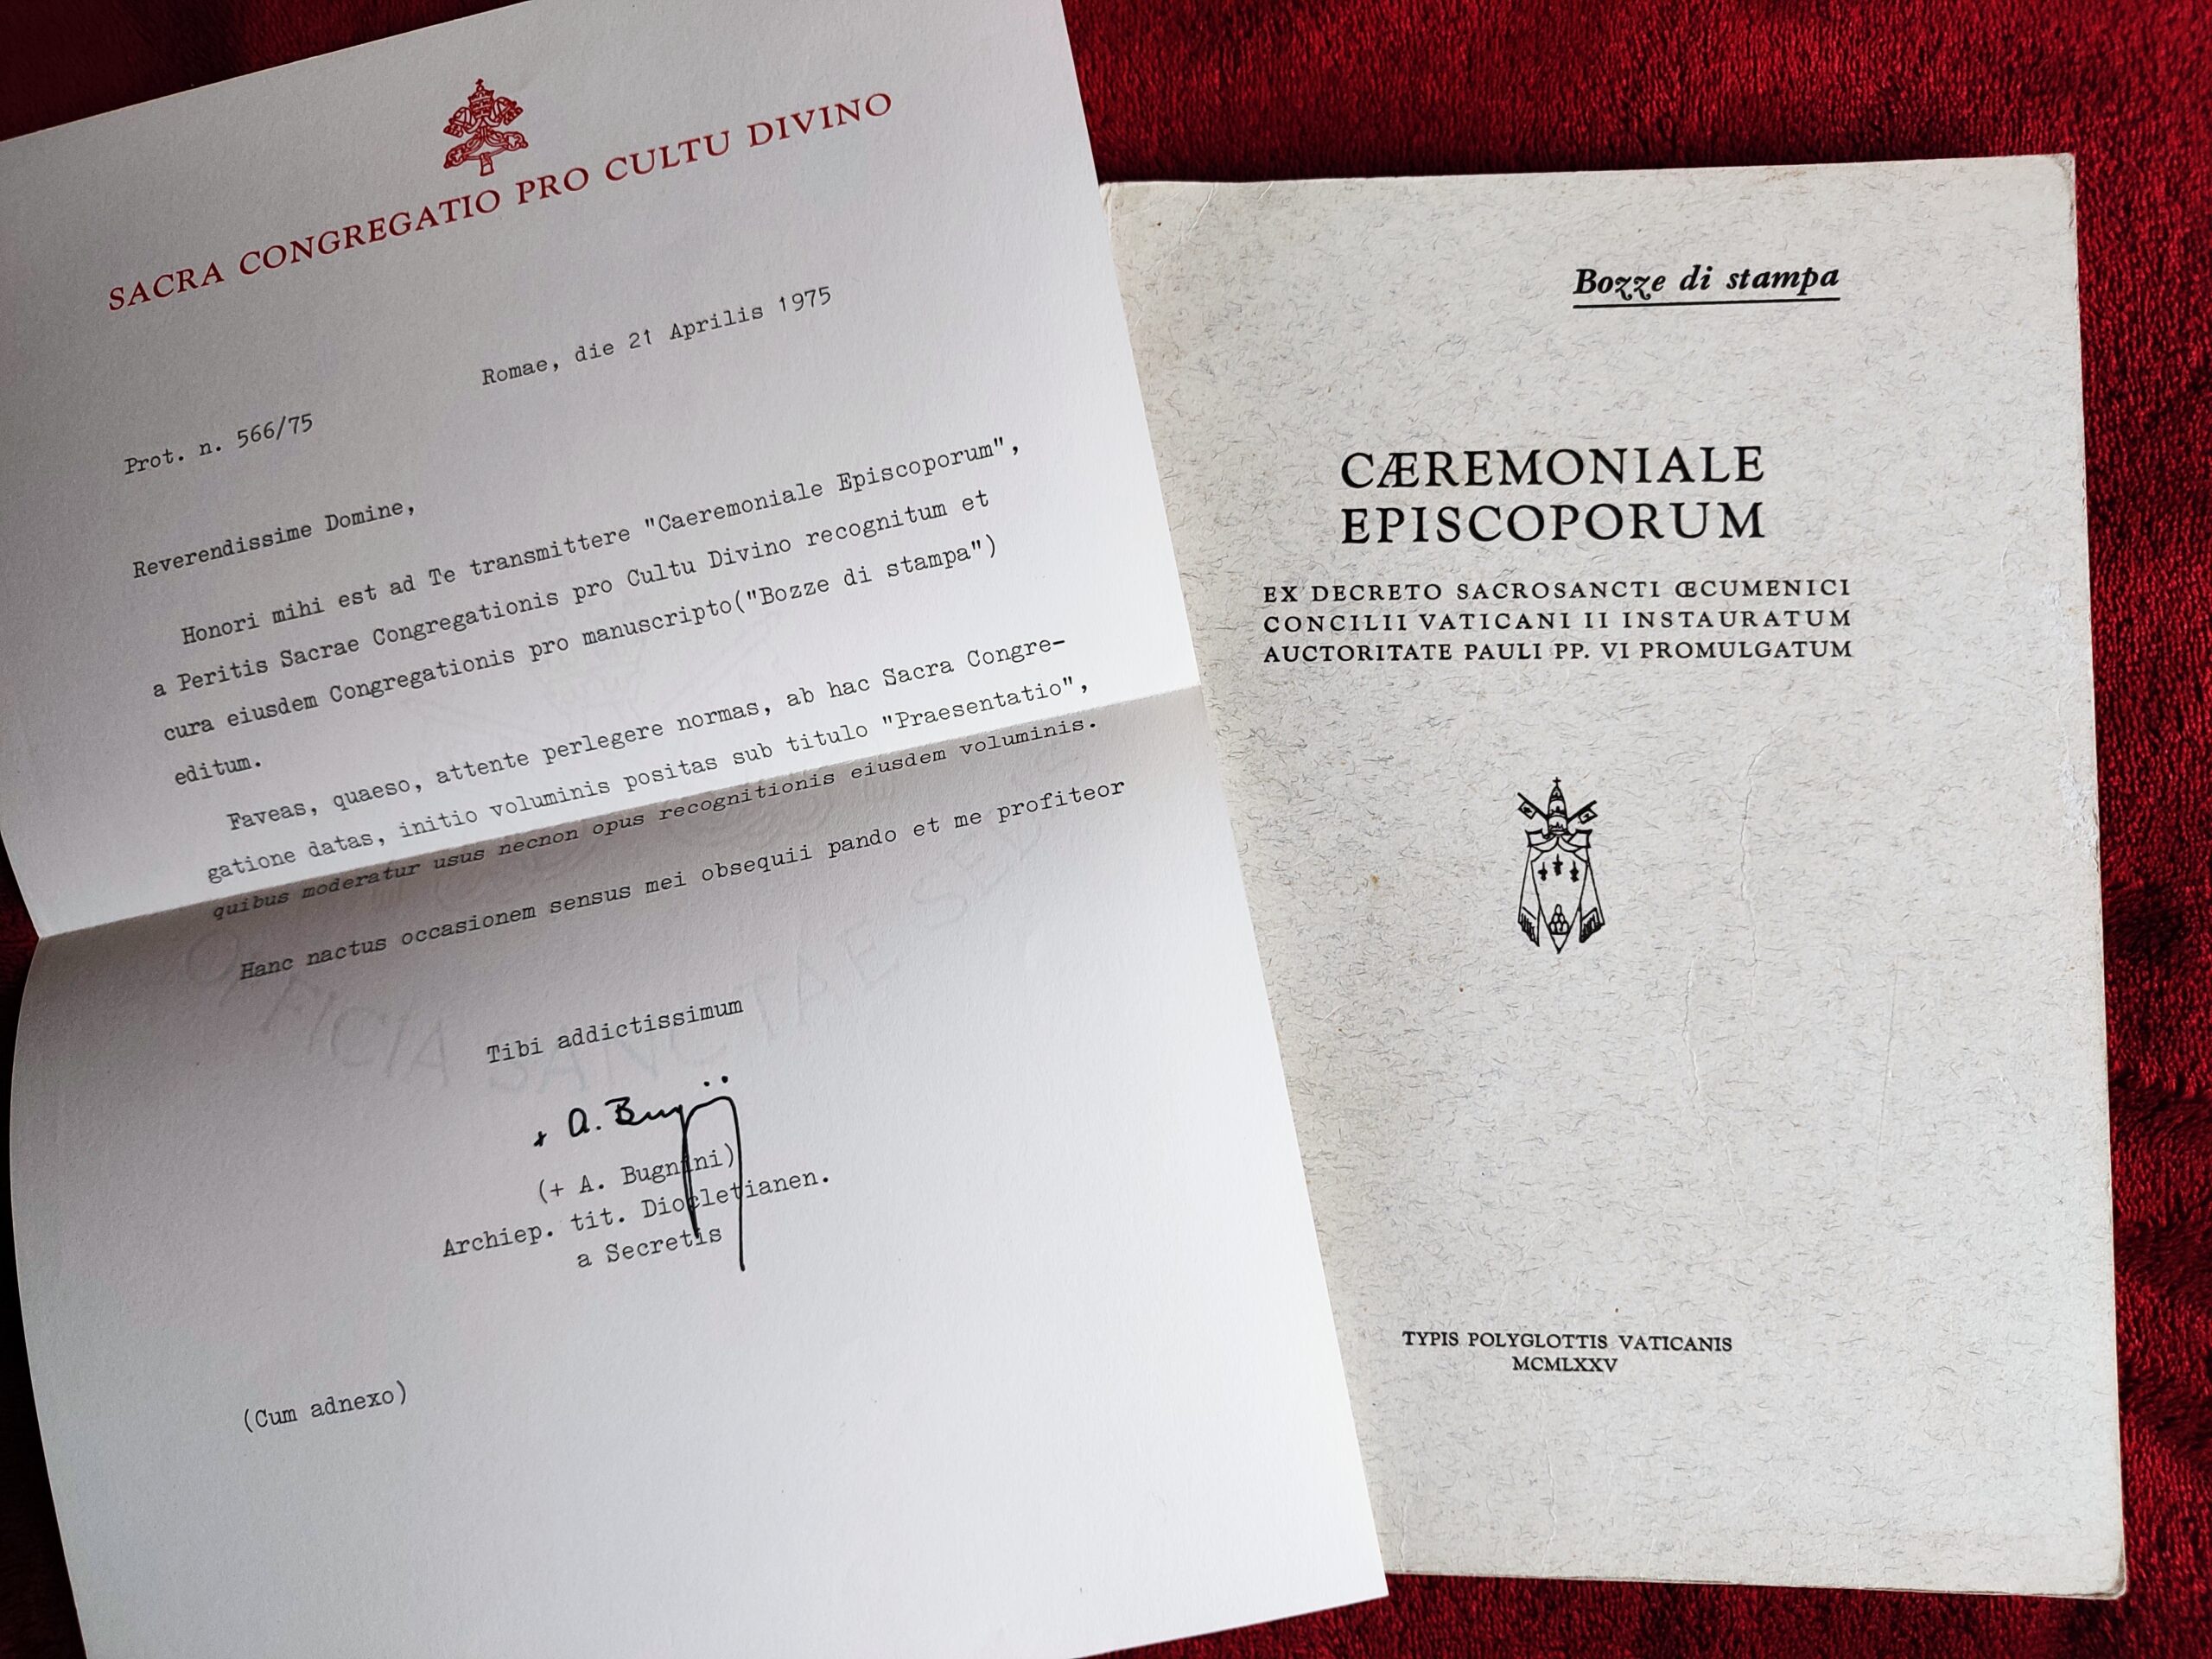 SACRA CONGREGATIO PRO CULTU DIVINO
Romae, die 21 Aprilis 1975
Prot. n. 566/75
Reverendissime Domine,
Honori mihi est ad Te transmittere "Caeremoniale Episcoporum",
a Peritis Sacrae Congregationis pro Cultu Divino recognitum et
cura eiusdem Congregationis pro manuscripto("Bozze di stampa")
editum.
Faveas, quaeso, attente perlegere normas, ab hac Sacra Congre-
gatione datas, initio voluminis positas sub titulo "Praesentatio",
quibus moderatur usus necnon opus recognitionis eiusdem voluminis.
Hanc nactus occasionem sensus mei obsequii pando et me profiteor
Tibi addictissimum
+ A. Bugnini
(+ A. Bugnini)
Archiep. tit. Diocletianen.
a Secretis
(Cum adnexo)
OFFICIA SANCTAE SEDIS
Bozze di stampa
CÆREMONIALE
EPISCOPORUM
EX DECRETO SACROSANCTI ŒCUMENICI
CONCILII VATICANI II INSTAURATUM
AUCTORITATE PAULI PP. VI PROMULGATUM
TYPIS POLYGLOTTIS VATICANIS
MCMLXXV